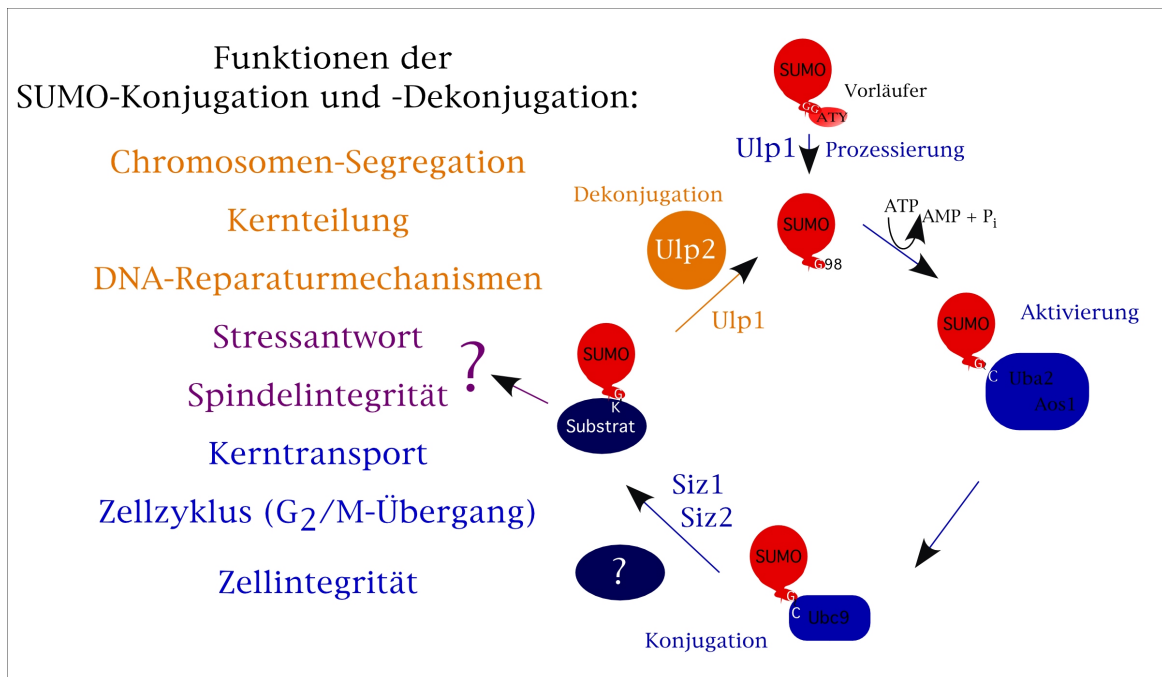 Funktionen der
SUMO-Konjugation und -Dekonjugation:
Chromosomen-Segregation
Kernteilung
DNA-Reparaturmechanismen
Stressantwort
Spindelintegrität
?
Kerntransport
Zellzyklus (G2/M-Übergang)
Zellintegrität
SUMO
GG
ATY
Vorläufer
Ulp1
Prozessierung
SUMO
G98
ATP
AMP + Pi
Aktivierung
SUMO
G
C
Uba2
Aos1
SUMO
G
C
Ubc9
Konjugation
Siz1
Siz2
?
SUMO
G
K
Substrat
Dekonjugation
Ulp2
Ulp1